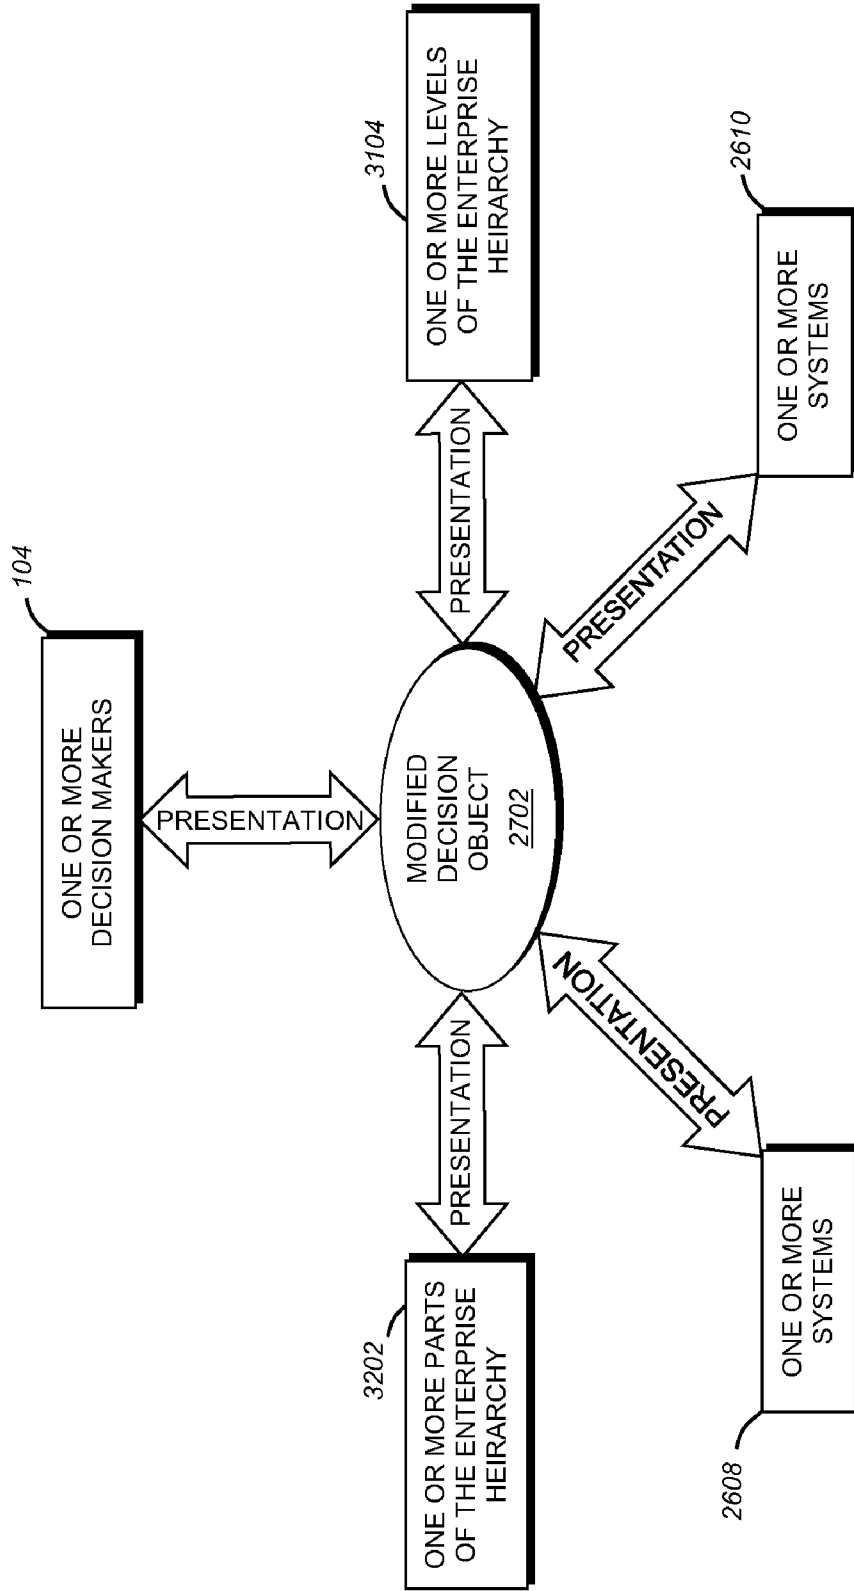 104
ONE OR MORE
DECISION MAKERS
PRESENTATION
3202
ONE OR MORE PARTS
OF THE ENTERPRISE
HEIRARCHY
PRESENTATION
MODIFIED
DECISION
OBJECT
2702
PRESENTATION
3104
ONE OR MORE LEVELS
OF THE ENTERPRISE
HEIRARCHY
PRESENTATION
PRESENTATION
2608
ONE OR MORE
SYSTEMS
2610
ONE OR MORE
SYSTEMS